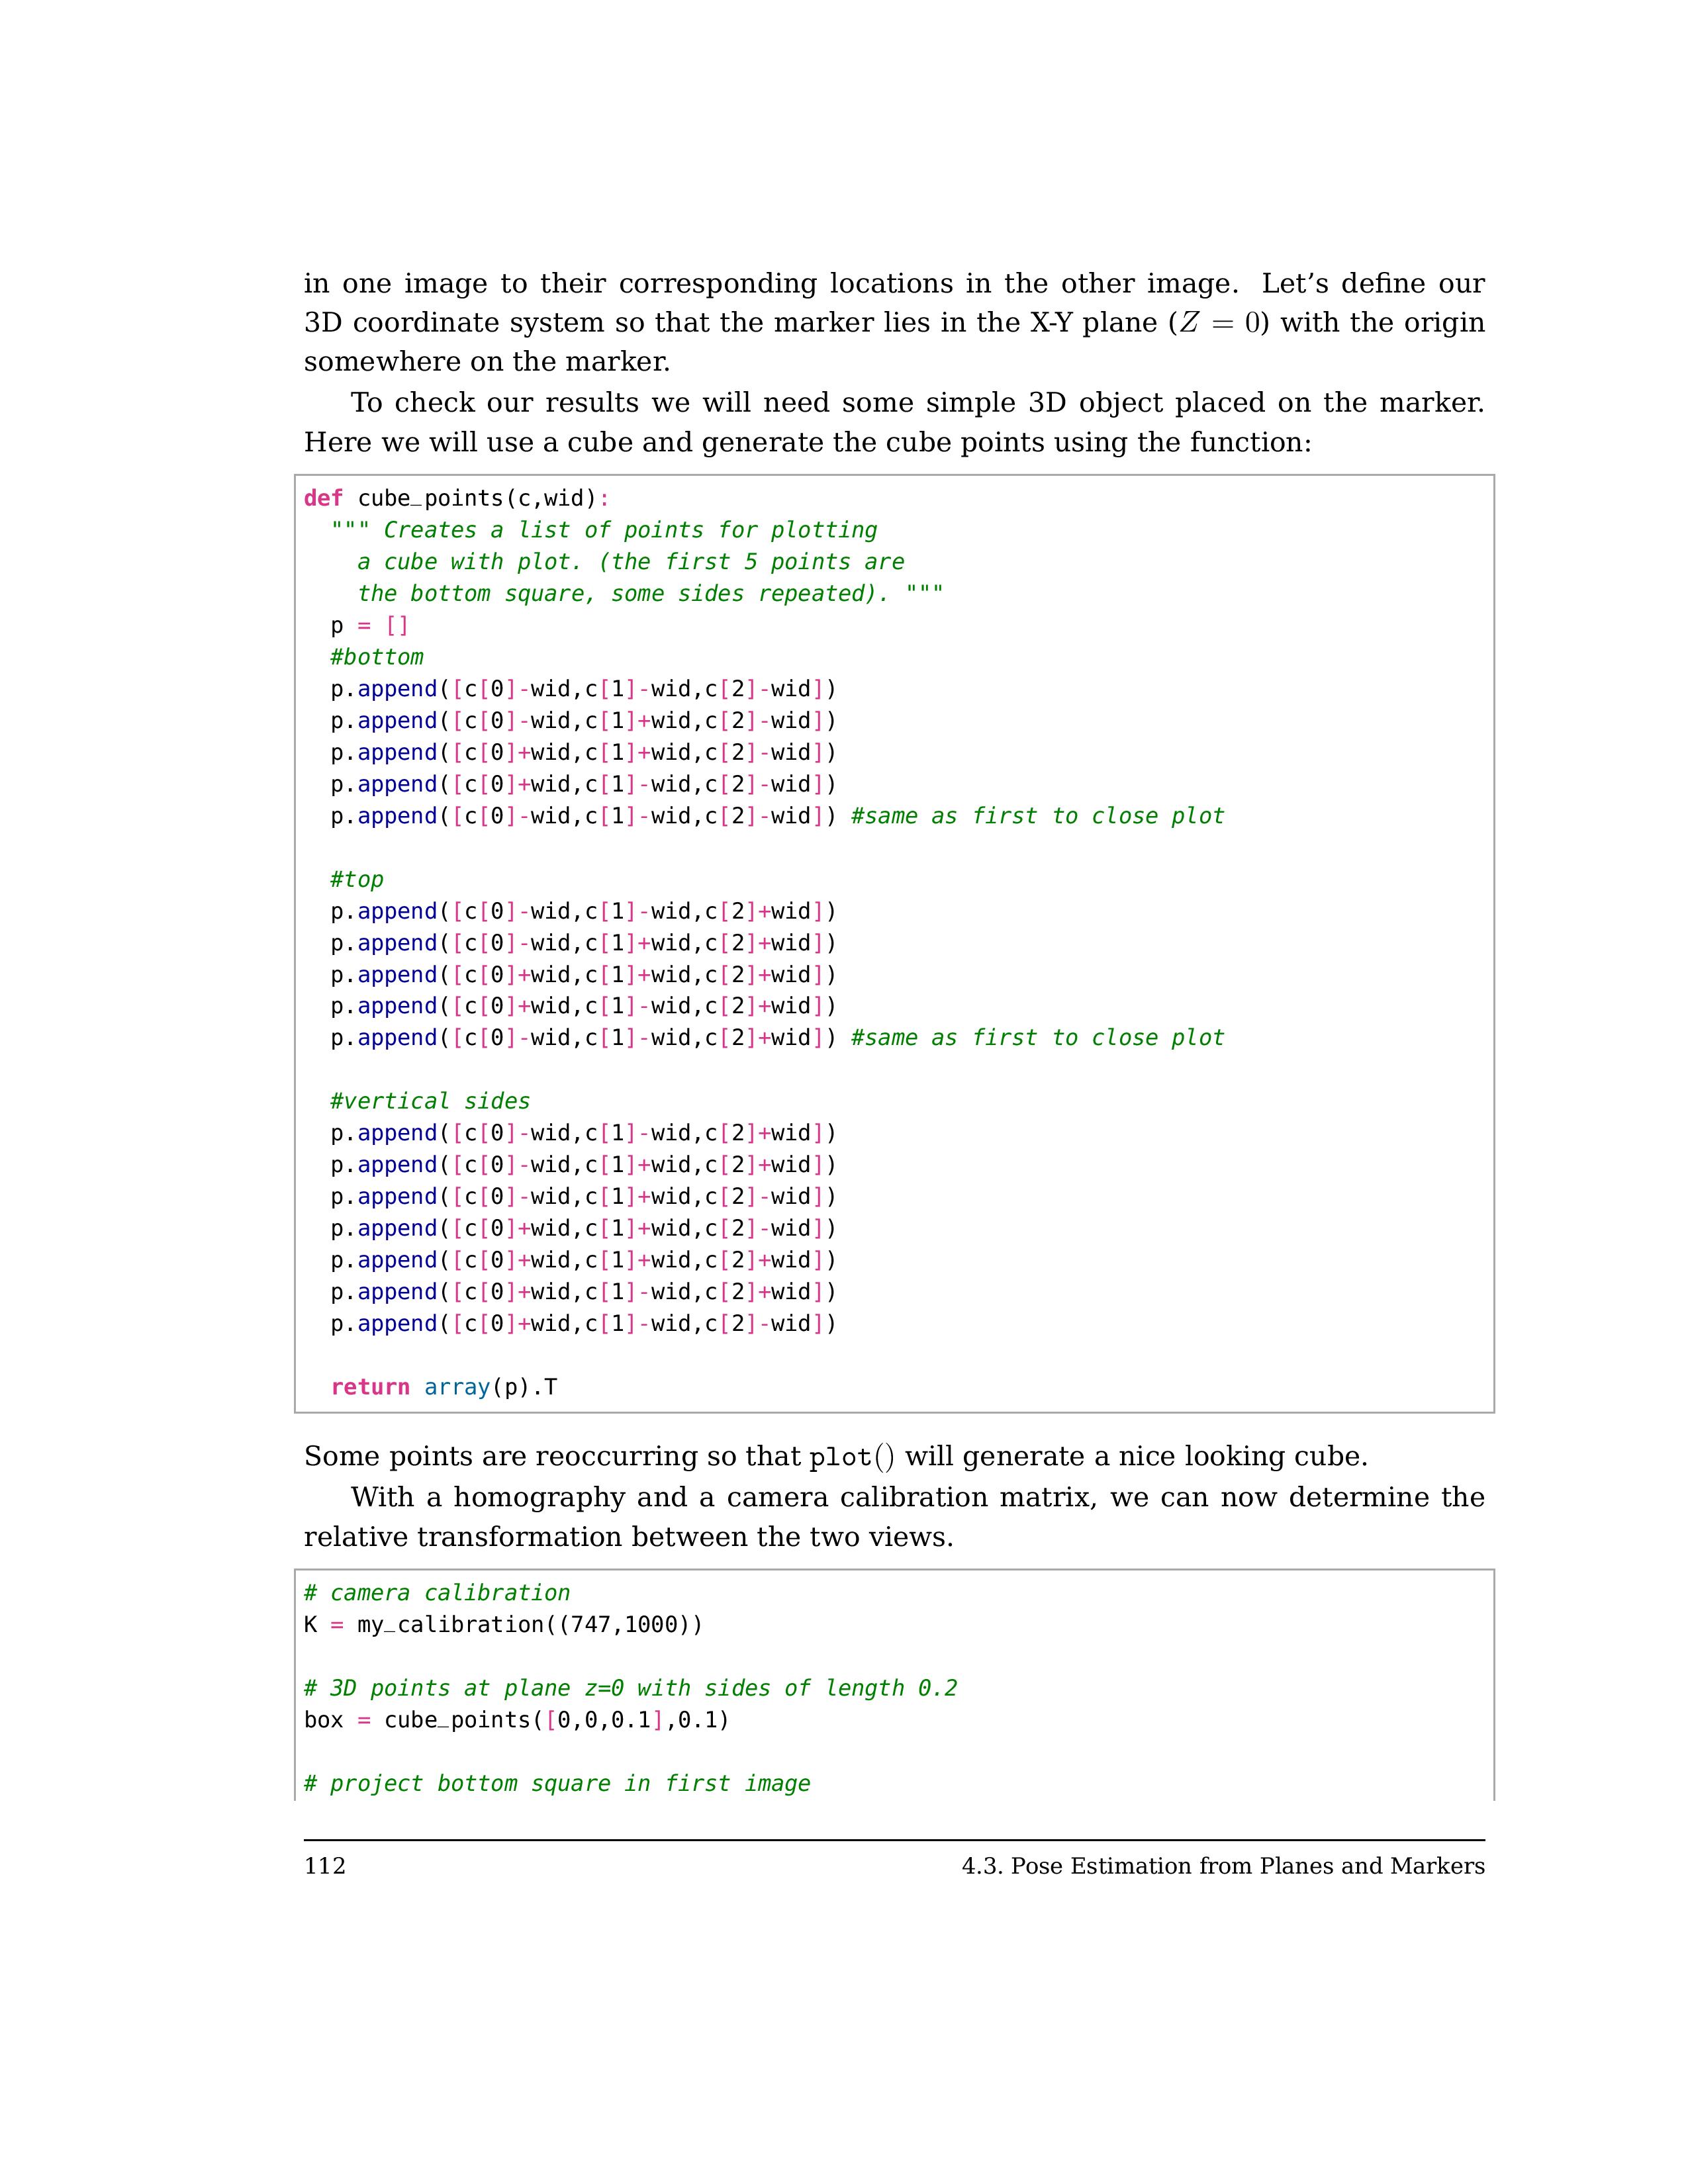 in one image to their corresponding locations in the other image. Let’s define our
3D coordinate system so that the marker lies in the X-Y plane (Z = 0) with the origin
somewhere on the marker.
To check our results we will need some simple 3D object placed on the marker.
Here we will use a cube and generate the cube points using the function:
def cube_points(c,wid):
  """ Creates a list of points for plotting
    a cube with plot. (the first 5 points are
    the bottom square, some sides repeated). """
  p = []
  #bottom
  p.append([c[0]-wid,c[1]-wid,c[2]-wid])
  p.append([c[0]-wid,c[1]+wid,c[2]-wid])
  p.append([c[0]+wid,c[1]+wid,c[2]-wid])
  p.append([c[0]+wid,c[1]-wid,c[2]-wid])
  p.append([c[0]-wid,c[1]-wid,c[2]-wid]) #same as first to close plot
  #top
  p.append([c[0]-wid,c[1]-wid,c[2]+wid])
  p.append([c[0]-wid,c[1]+wid,c[2]+wid])
  p.append([c[0]+wid,c[1]+wid,c[2]+wid])
  p.append([c[0]+wid,c[1]-wid,c[2]+wid])
  p.append([c[0]-wid,c[1]-wid,c[2]+wid]) #same as first to close plot
  #vertical sides
  p.append([c[0]-wid,c[1]-wid,c[2]+wid])
  p.append([c[0]-wid,c[1]+wid,c[2]+wid])
  p.append([c[0]-wid,c[1]+wid,c[2]-wid])
  p.append([c[0]+wid,c[1]+wid,c[2]-wid])
  p.append([c[0]+wid,c[1]+wid,c[2]+wid])
  p.append([c[0]+wid,c[1]-wid,c[2]+wid])
  p.append([c[0]+wid,c[1]-wid,c[2]-wid])
  return array(p).T
Some points are reoccurring so that plot() will generate a nice looking cube.
With a homography and a camera calibration matrix, we can now determine the
relative transformation between the two views.
# camera calibration
K = my_calibration((747,1000))
# 3D points at plane z=0 with sides of length 0.2
box = cube_points([0,0,0.1],0.1)
# project bottom square in first image
112
4.3. Pose Estimation from Planes and Markers